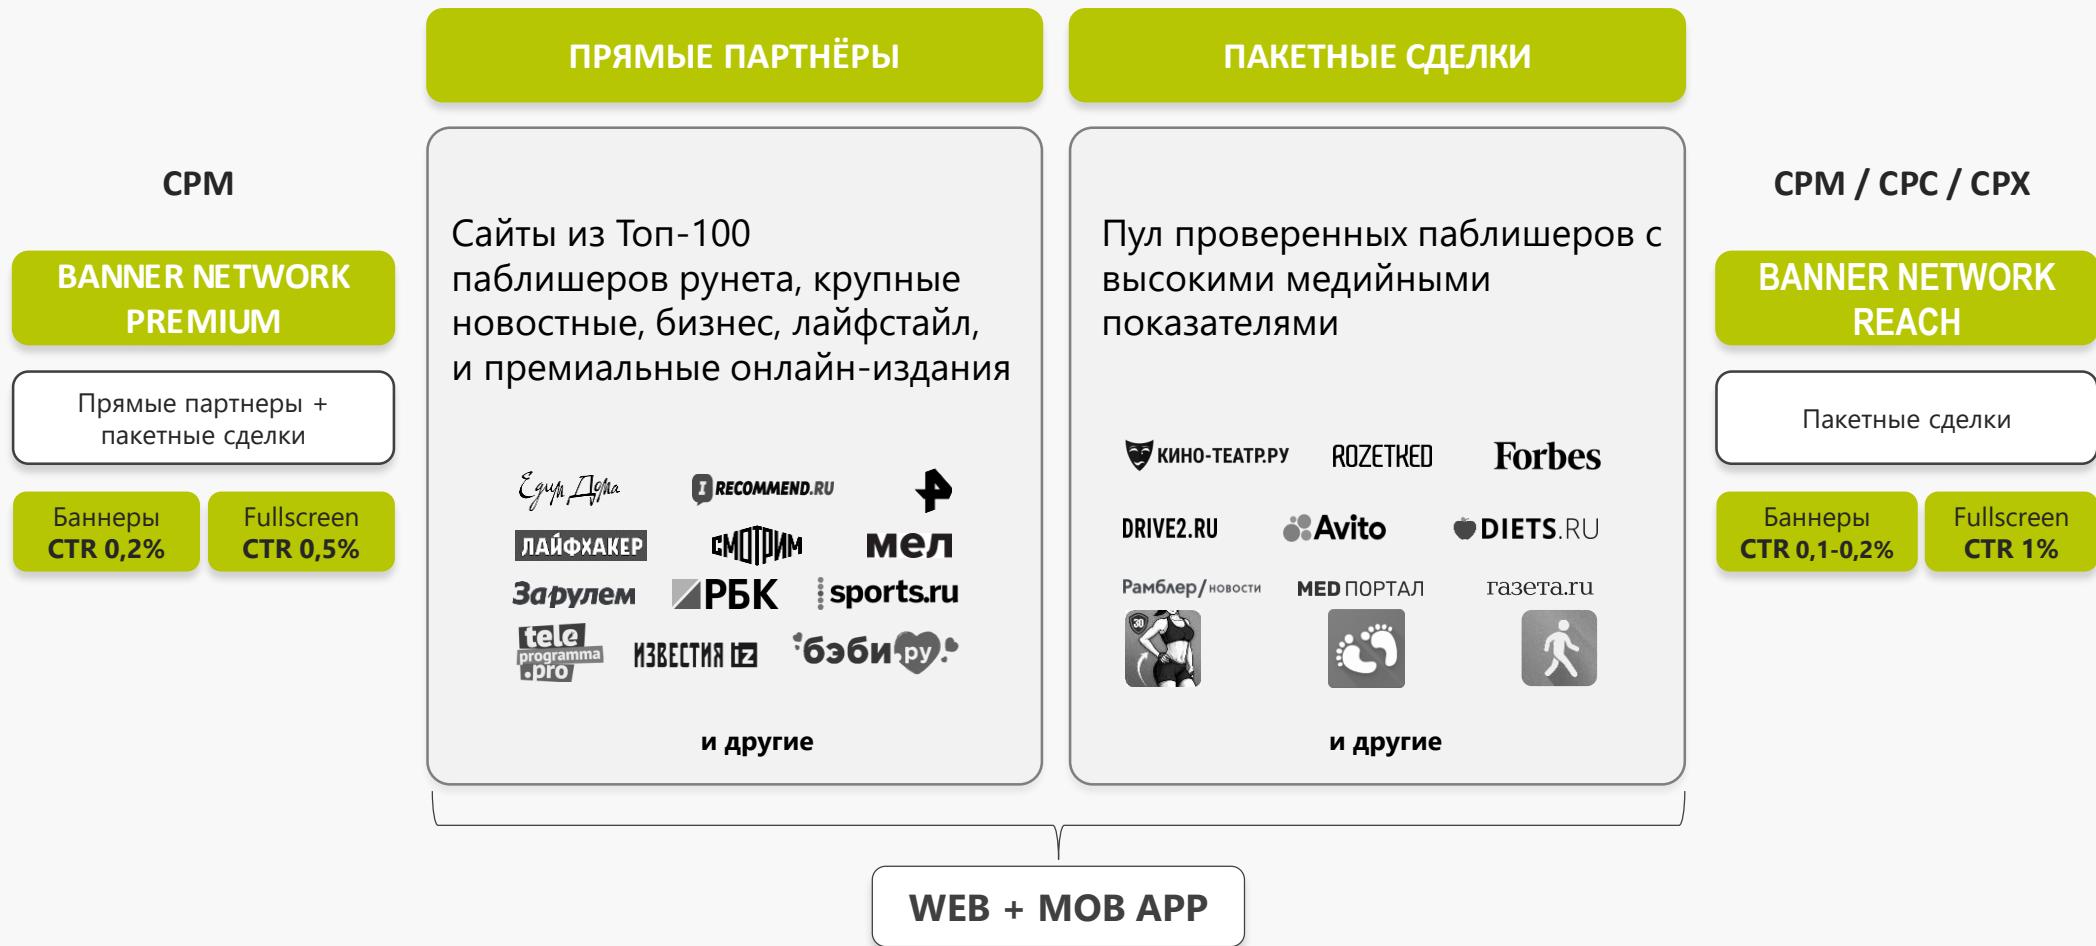 ПРЯМЫЕ ПАРТНЁРЫ
ПАКЕТНЫЕ СДЕЛКИ
CPM
BANNER NETWORK
PREMIUM
Прямые партнеры +
пакетные сделки
Баннеры
CTR 0,2%
Fullscreen
CTR 0,5%
Сайты из Топ-100
паблишеров рунета, крупные
новостные, бизнес, лайфстайл,
и премиальные онлайн-издания
Едим Дома
I RECOMMEND.RU
ЛАЙФХАКЕР
СМОТРИМ
мел
Зарулем
РБК
sports.ru
tele
programma
.pro
ИЗВЕСТИЯ iz
бэби.ру
и другие
Пул проверенных паблишеров с
высокими медийными
показателями
КИНО-ТЕАТР.РУ
ROZETKED
Forbes
DRIVE2.RU
Avito
DIETS.RU
Рамблер/новости
MED ПОРТАЛ
газета.ru
30
и другие
CPM / CPC / CPX
BANNER NETWORK
REACH
Пакетные сделки
Баннеры
CTR 0,1-0,2%
Fullscreen
CTR 1%
WEB + MOB APP